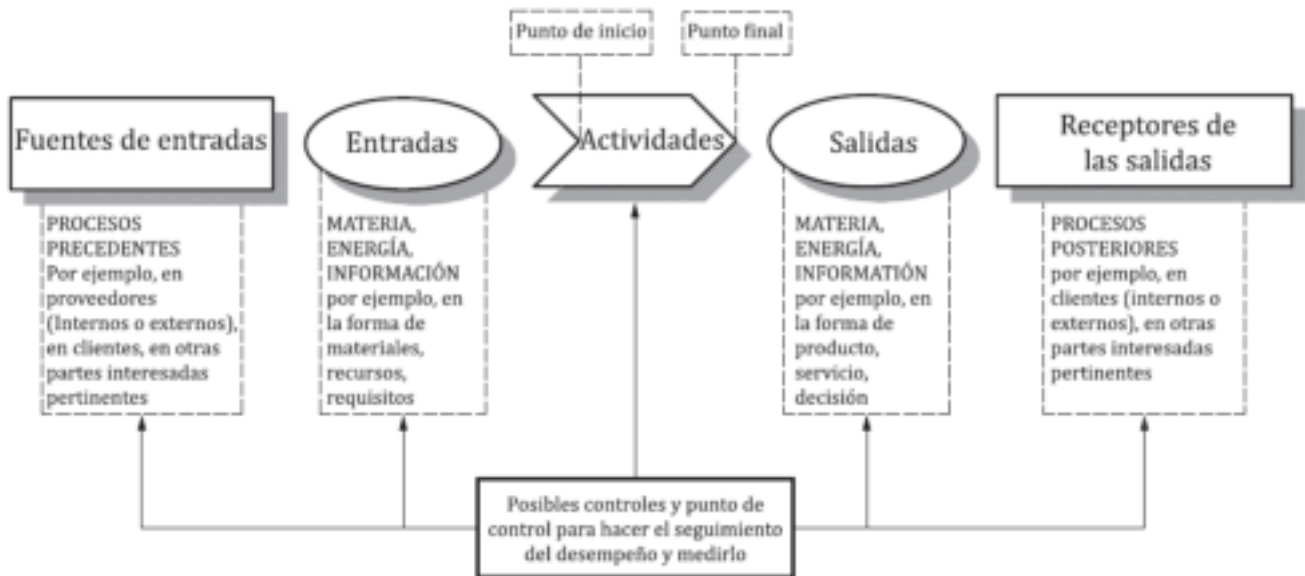 Punto de inicio
Punto final
Fuentes de entradas
Entradas
Actividades
Salidas
Receptores de
las salidas
PROCESOS
PRECEDENTES
Por ejemplo, en
proveedores
(Internos o externos),
en clientes, en otras
partes interesadas
pertinentes
MATERIA,
ENERGÍA,
INFORMACIÓN
por ejemplo, en
la forma de
materiales,
recursos,
requisitos
MATERIA,
ENERGÍA,
INFORMATIÓN
por ejemplo, en
la forma de
producto,
servicio,
decisión
PROCESOS
POSTERIORES
por ejemplo, en
clientes (internos o
externos), en otras
partes interesadas
pertinentes
Posibles controles y punto de
control para hacer el seguimiento
del desempeño y medirlo